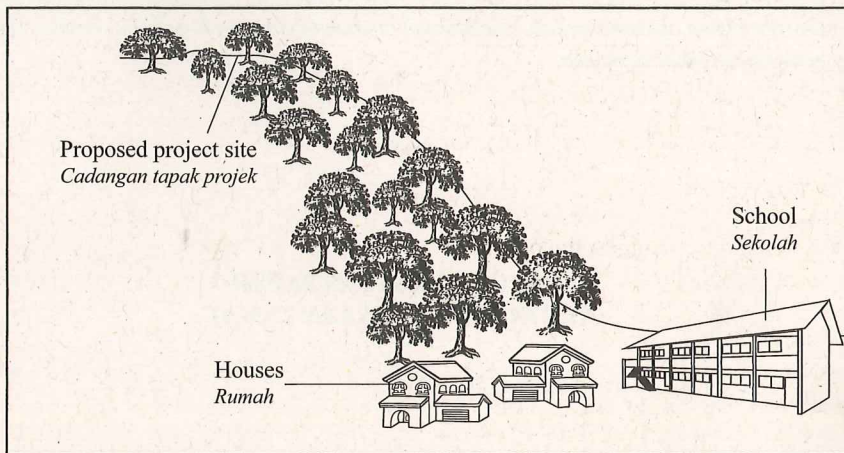 Proposed project site
Cadangan tapak projek
School
Sekolah
Houses
Rumah